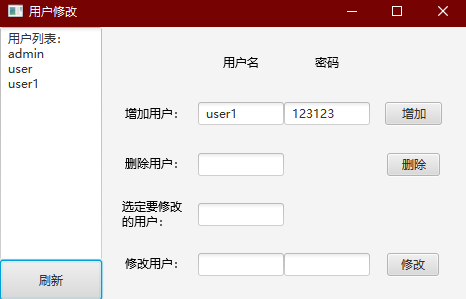 用户修改
用户列表:
admin
user
user1
刷新
用户名 密码
增加用户: user1 123123 增加
删除用户: 删除
选定要修改
的用户:
修改用户: 修改